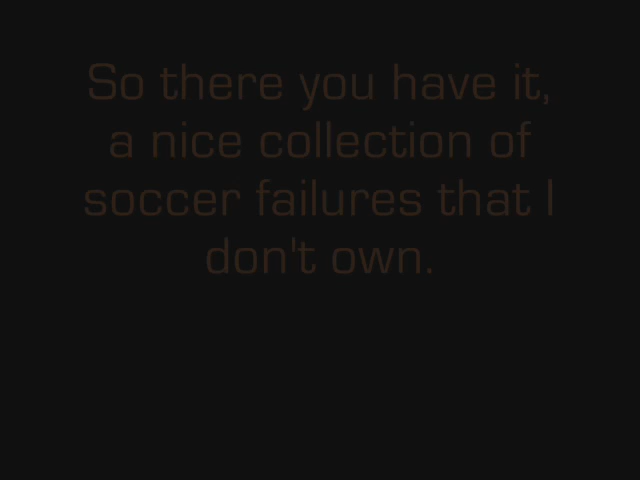 So there you have it,
a nice collection of
soccer failures that I
don't own.